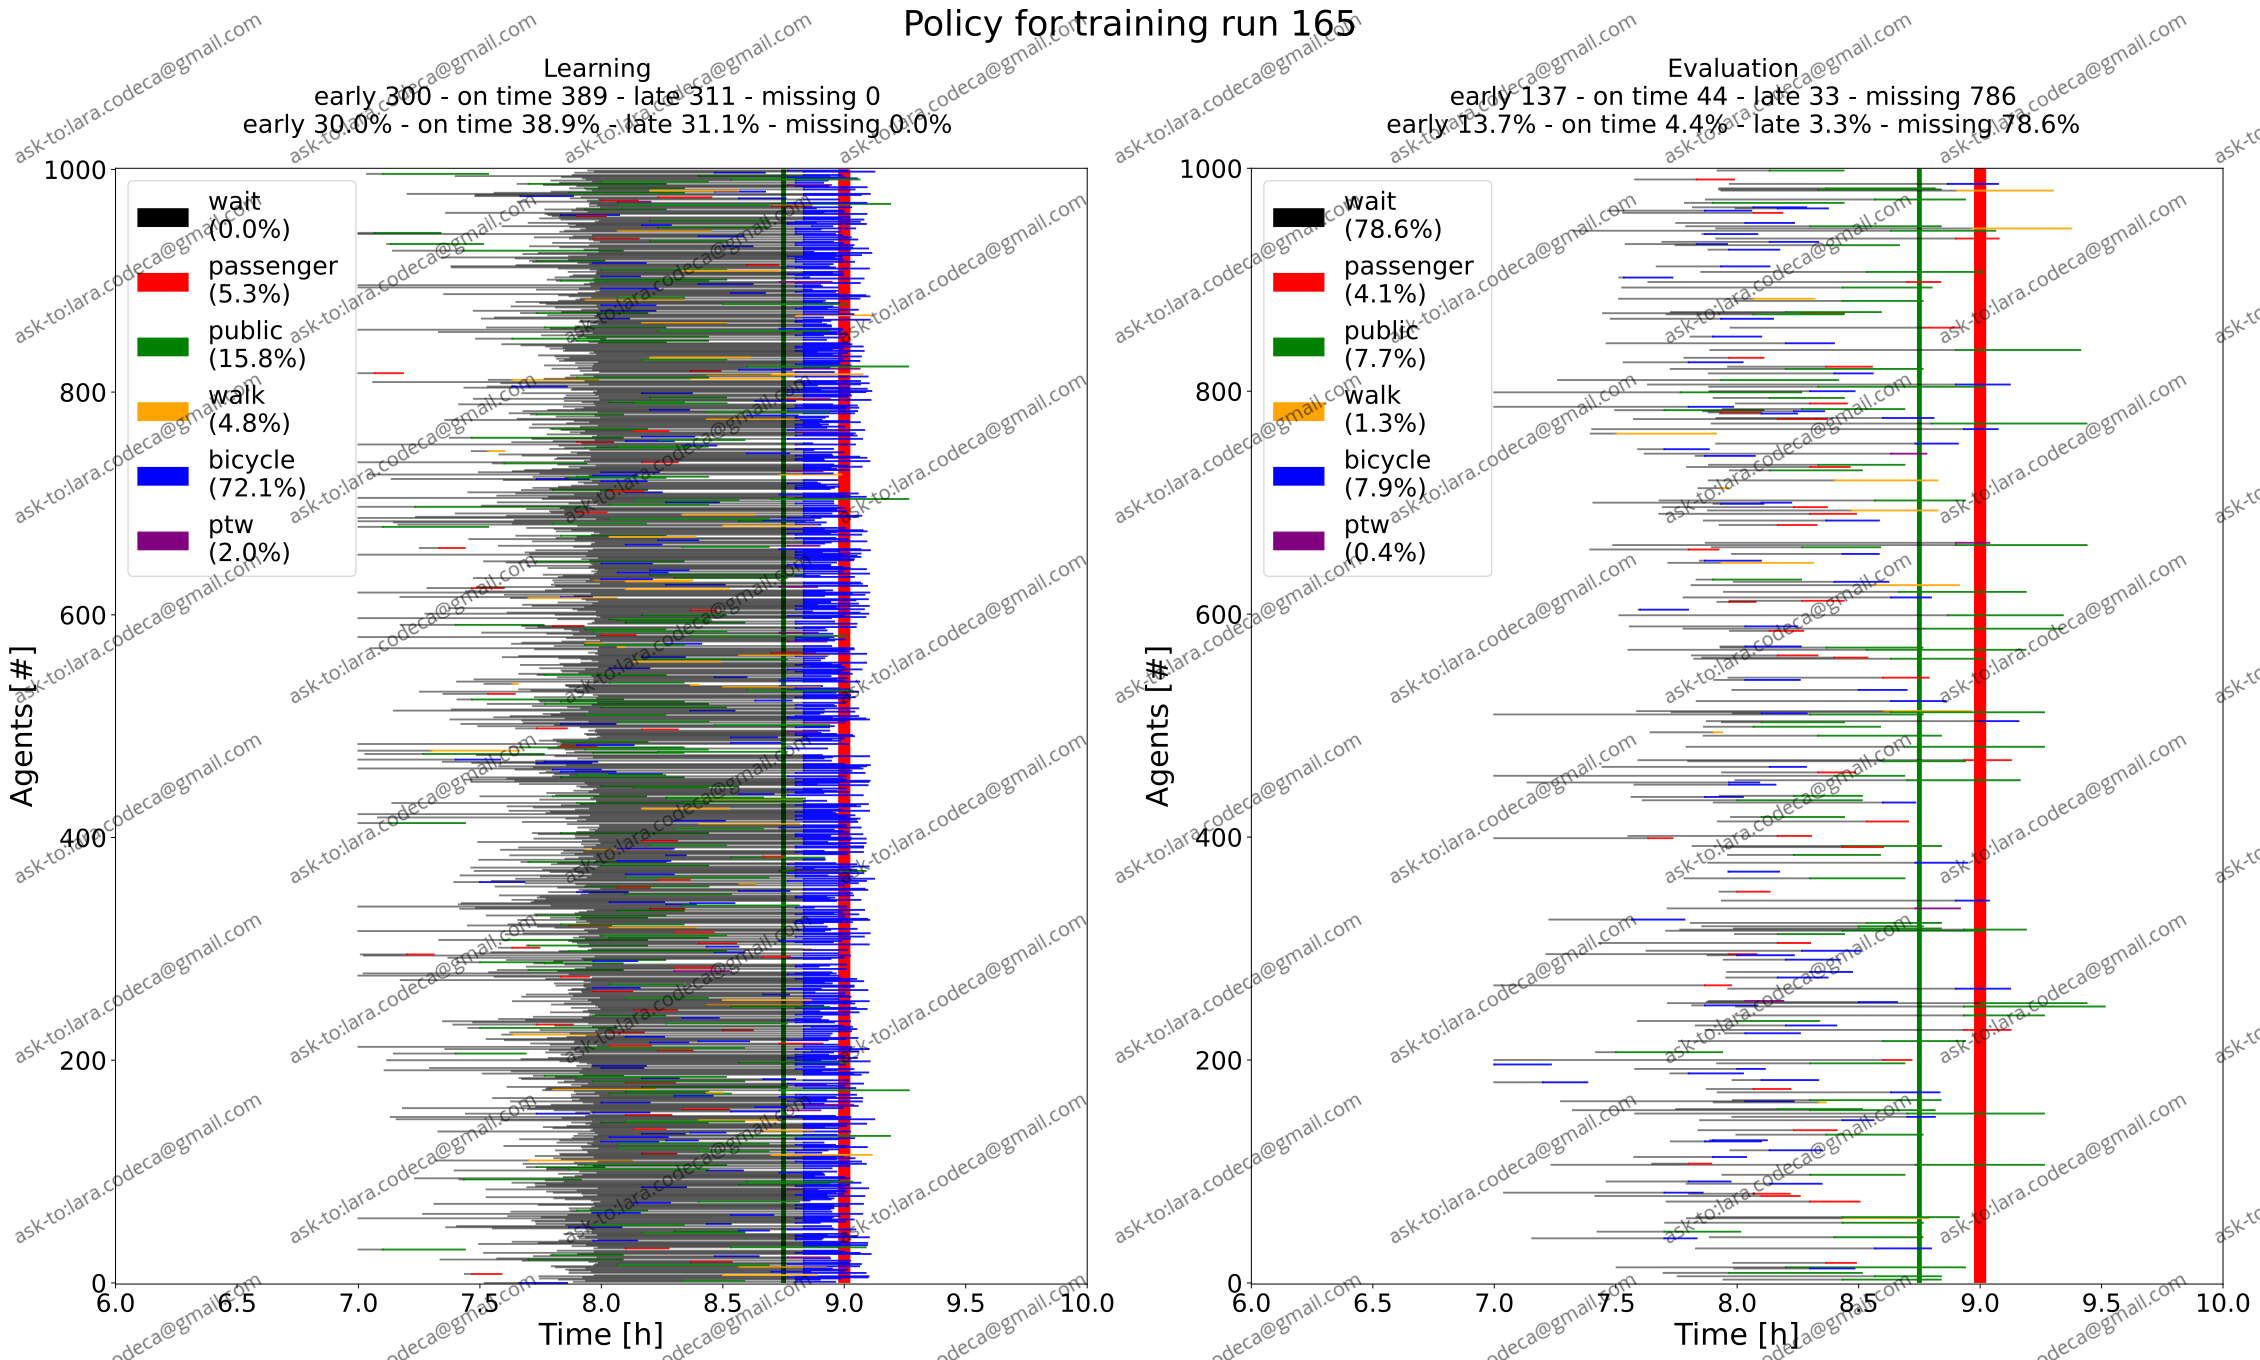 Policy for training run 165
Learning
early 300 - on time 389 - late 311 - missing 0
early 30.0% - on time 38.9% - late 31.1% - missing 0.0%
1000
800
600
400
200
0
Agents [#]
wait
(0.0%)
passenger
(5.3%)
public
(15.8%)
walk
(4.8%)
bicycle
(72.1%)
ptw
(2.0%)
6.0 6.5 7.0 7.5 8.0 8.5 9.0 9.5 10.0
Time [h]
Evaluation
early 137 - on time 44 - late 33 - missing 786
early 13.7% - on time 4.4% - late 3.3% - missing 78.6%
1000
800
600
400
200
0
Agents [#]
wait
(78.6%)
passenger
(4.1%)
public
(7.7%)
walk
(1.3%)
bicycle
(7.9%)
ptw
(0.4%)
6.0 6.5 7.0 7.5 8.0 8.5 9.0 9.5 10.0
Time [h]
ask-to:lara.codeca@gmail.com